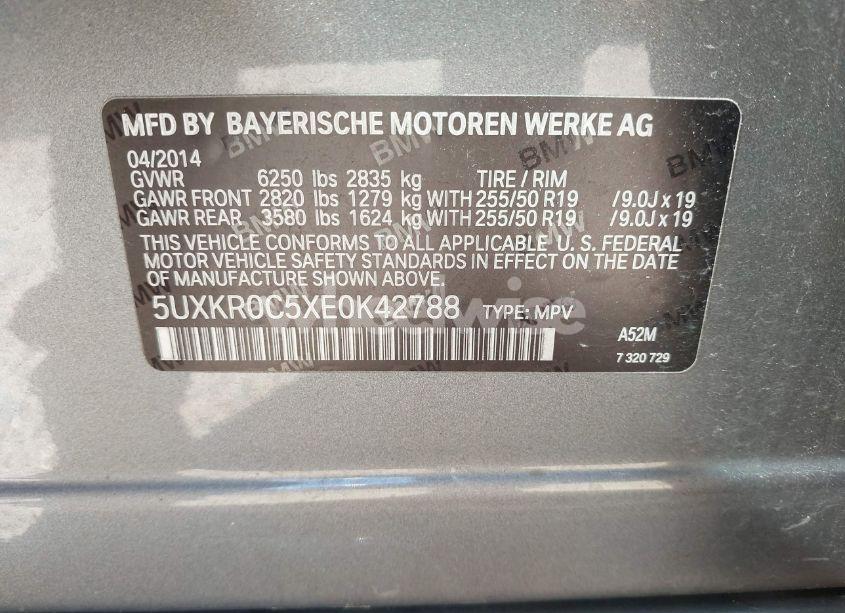 MFD BY BAYERISCHE MOTOREN WERKE AG
04/2014
GVWR 6250 lbs 2835 kg TIRE / RIM
GAWR FRONT 2820 lbs 1279 kg WITH 255/50 R19 /9.0J x 19
GAWR REAR 3580 lbs 1624 kg WITH 255/50 R19 /9.0J x 19
THIS VEHICLE CONFORMS TO ALL APPLICABLE U. S. FEDERAL
MOTOR VEHICLE SAFETY STANDARDS IN EFFECT ON THE DATE
OF MANUFACTURE SHOWN ABOVE.
5UXKR0C5XE0K42788 TYPE: MPV
A52M
7 320 729